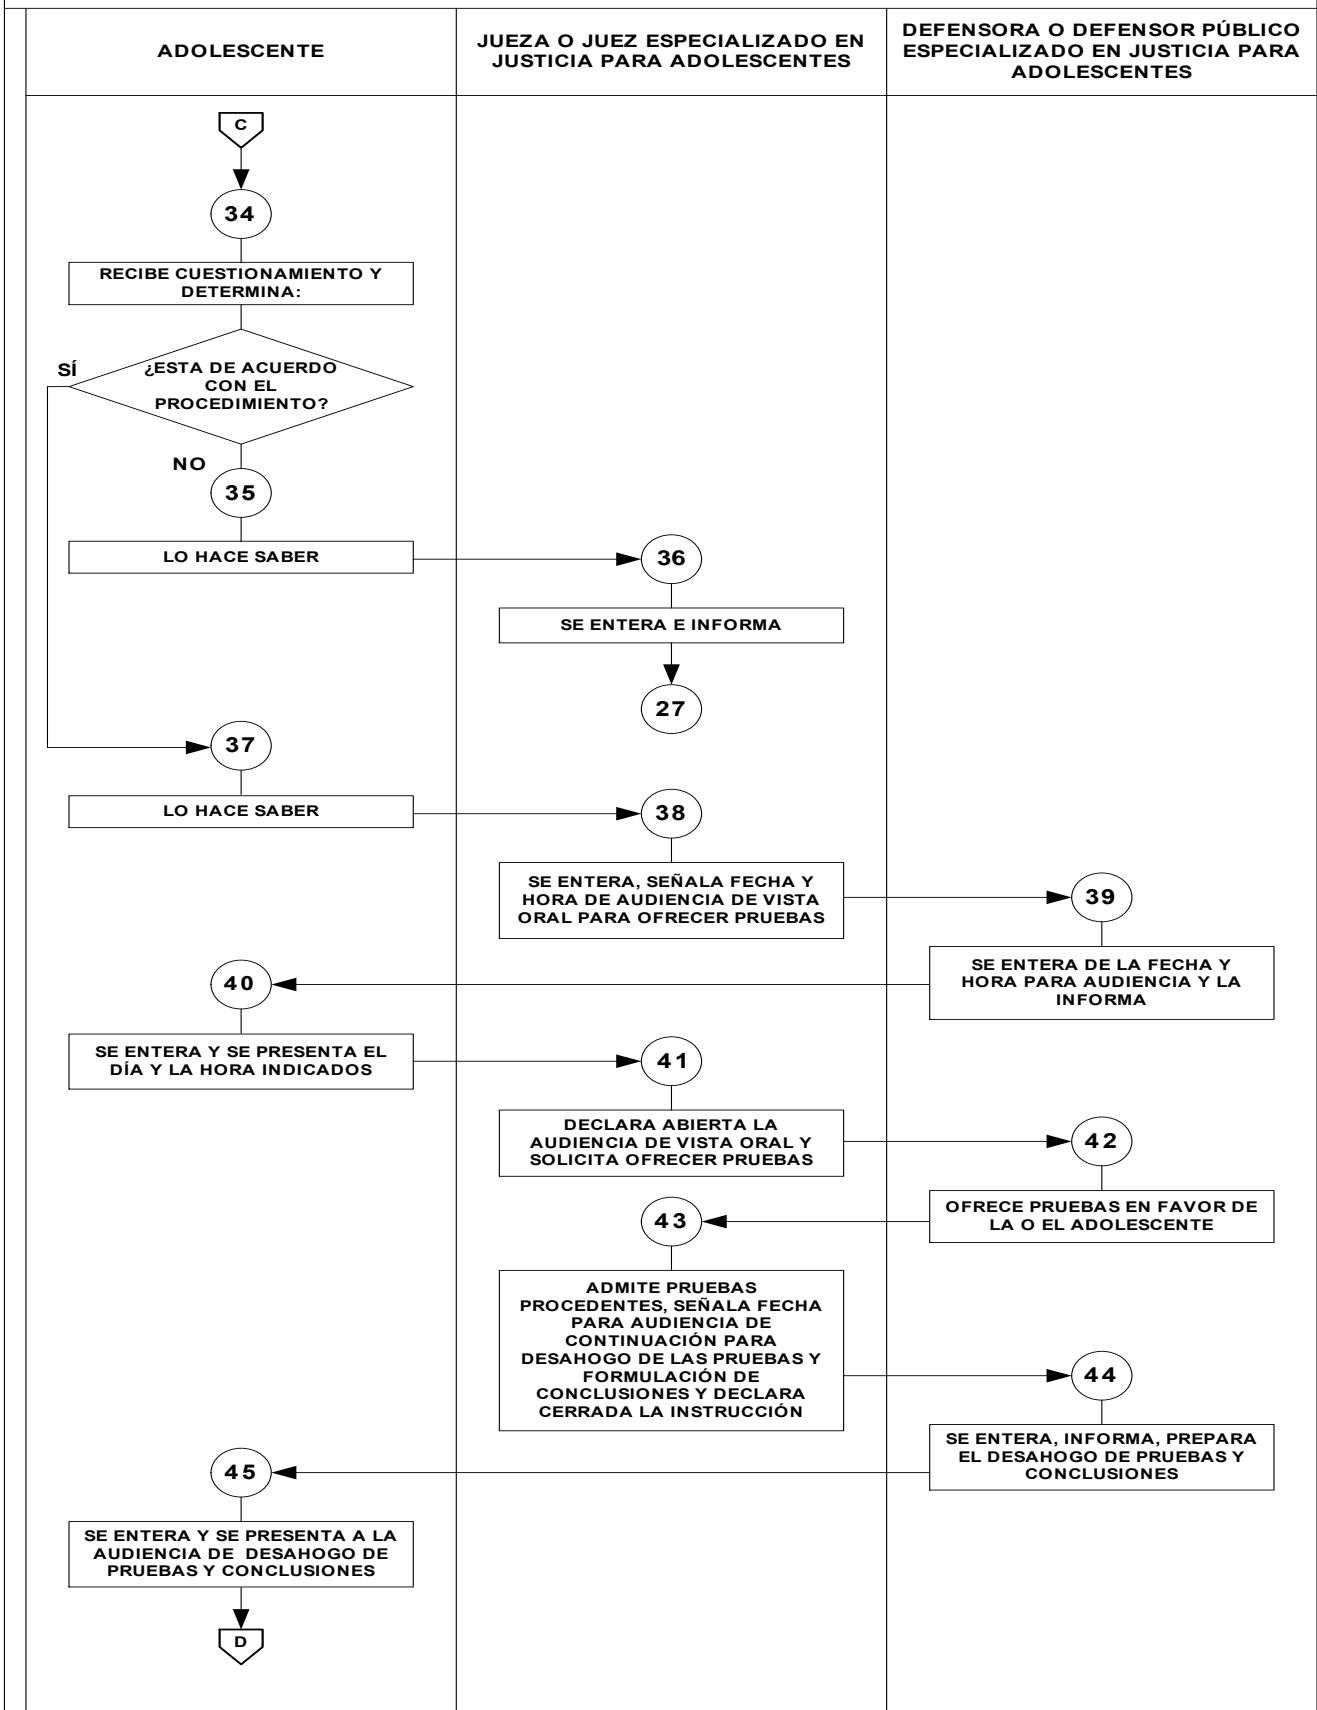 ADOLESCENTE
JUEZA O JUEZ ESPECIALIZADO EN
JUSTICIA PARA ADOLESCENTES
DEFENSORA O DEFENSOR PÚBLICO
ESPECIALIZADO EN JUSTICIA PARA
ADOLESCENTES
C
34
RECIBE CUESTIONAMIENTO Y
DETERMINA:
SÍ
¿ESTA DE ACUERDO
CON EL
PROCEDIMIENTO?
NO
35
LO HACE SABER
36
SE ENTERA E INFORMA
27
37
LO HACE SABER
38
SE ENTERA, SEÑALA FECHA Y
HORA DE AUDIENCIA DE VISTA
ORAL PARA OFRECER PRUEBAS
39
SE ENTERA DE LA FECHA Y
HORA PARA AUDIENCIA Y LA
INFORMA
40
SE ENTERA Y SE PRESENTA EL
DÍA Y LA HORA INDICADOS
41
DECLARA ABIERTA LA
AUDIENCIA DE VISTA ORAL Y
SOLICITA OFRECER PRUEBAS
42
OFRECE PRUEBAS EN FAVOR DE
LA O EL ADOLESCENTE
43
ADMITE PRUEBAS
PROCEDENTES, SEÑALA FECHA
PARA AUDIENCIA DE
CONTINUACIÓN PARA
DESAHOGO DE LAS PRUEBAS Y
FORMULACIÓN DE
CONCLUSIONES Y DECLARA
CERRADA LA INSTRUCCIÓN
44
SE ENTERA, INFORMA, PREPARA
EL DESAHOGO DE PRUEBAS Y
CONCLUSIONES
45
SE ENTERA Y SE PRESENTA A LA
AUDIENCIA DE DESAHOGO DE
PRUEBAS Y CONCLUSIONES
D